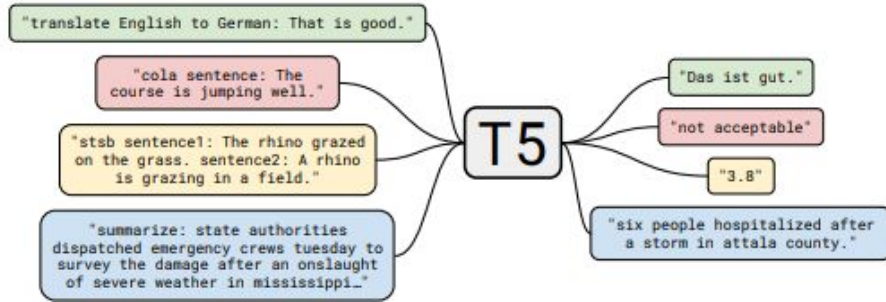 "translate English to German: That is good."
"cola sentence: The
course is jumping well."
"stsb sentence1: The rhino grazed
on the grass. sentence2: A rhino
is grazing in a field."
"summarize: state authorities
dispatched emergency crews tuesday to
survey the damage after an onslaught
of severe weather in mississippi…"
T5
"Das ist gut."
"not acceptable"
"3.8"
"six people hospitalized after
a storm in attala county."